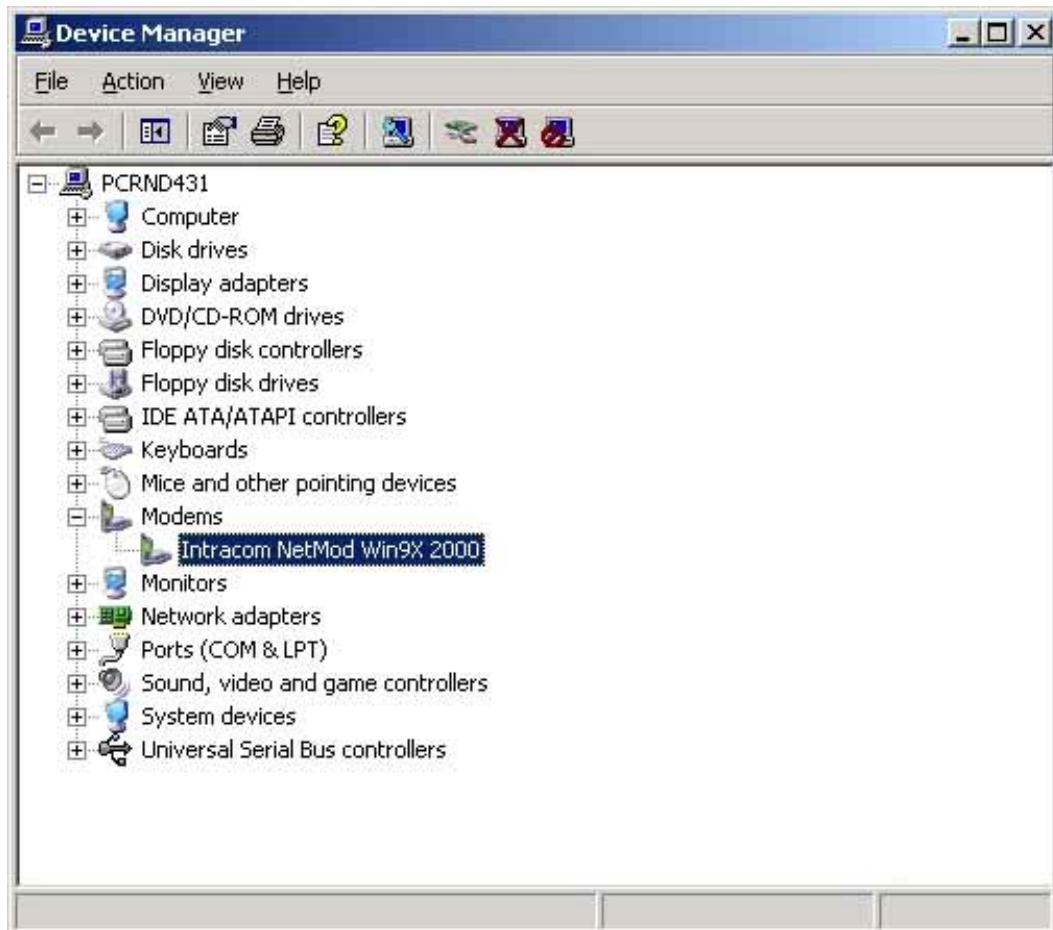 Device Manager
File Action View Help
PCRND431
Computer
Disk drives
Display adapters
DVD/CD-ROM drives
Floppy disk controllers
Floppy disk drives
IDE ATA/ATAPI controllers
Keyboards
Mice and other pointing devices
Modems
Intracom NetMod Win9X 2000
Monitors
Network adapters
Ports (COM & LPT)
Sound, video and game controllers
System devices
Universal Serial Bus controllers